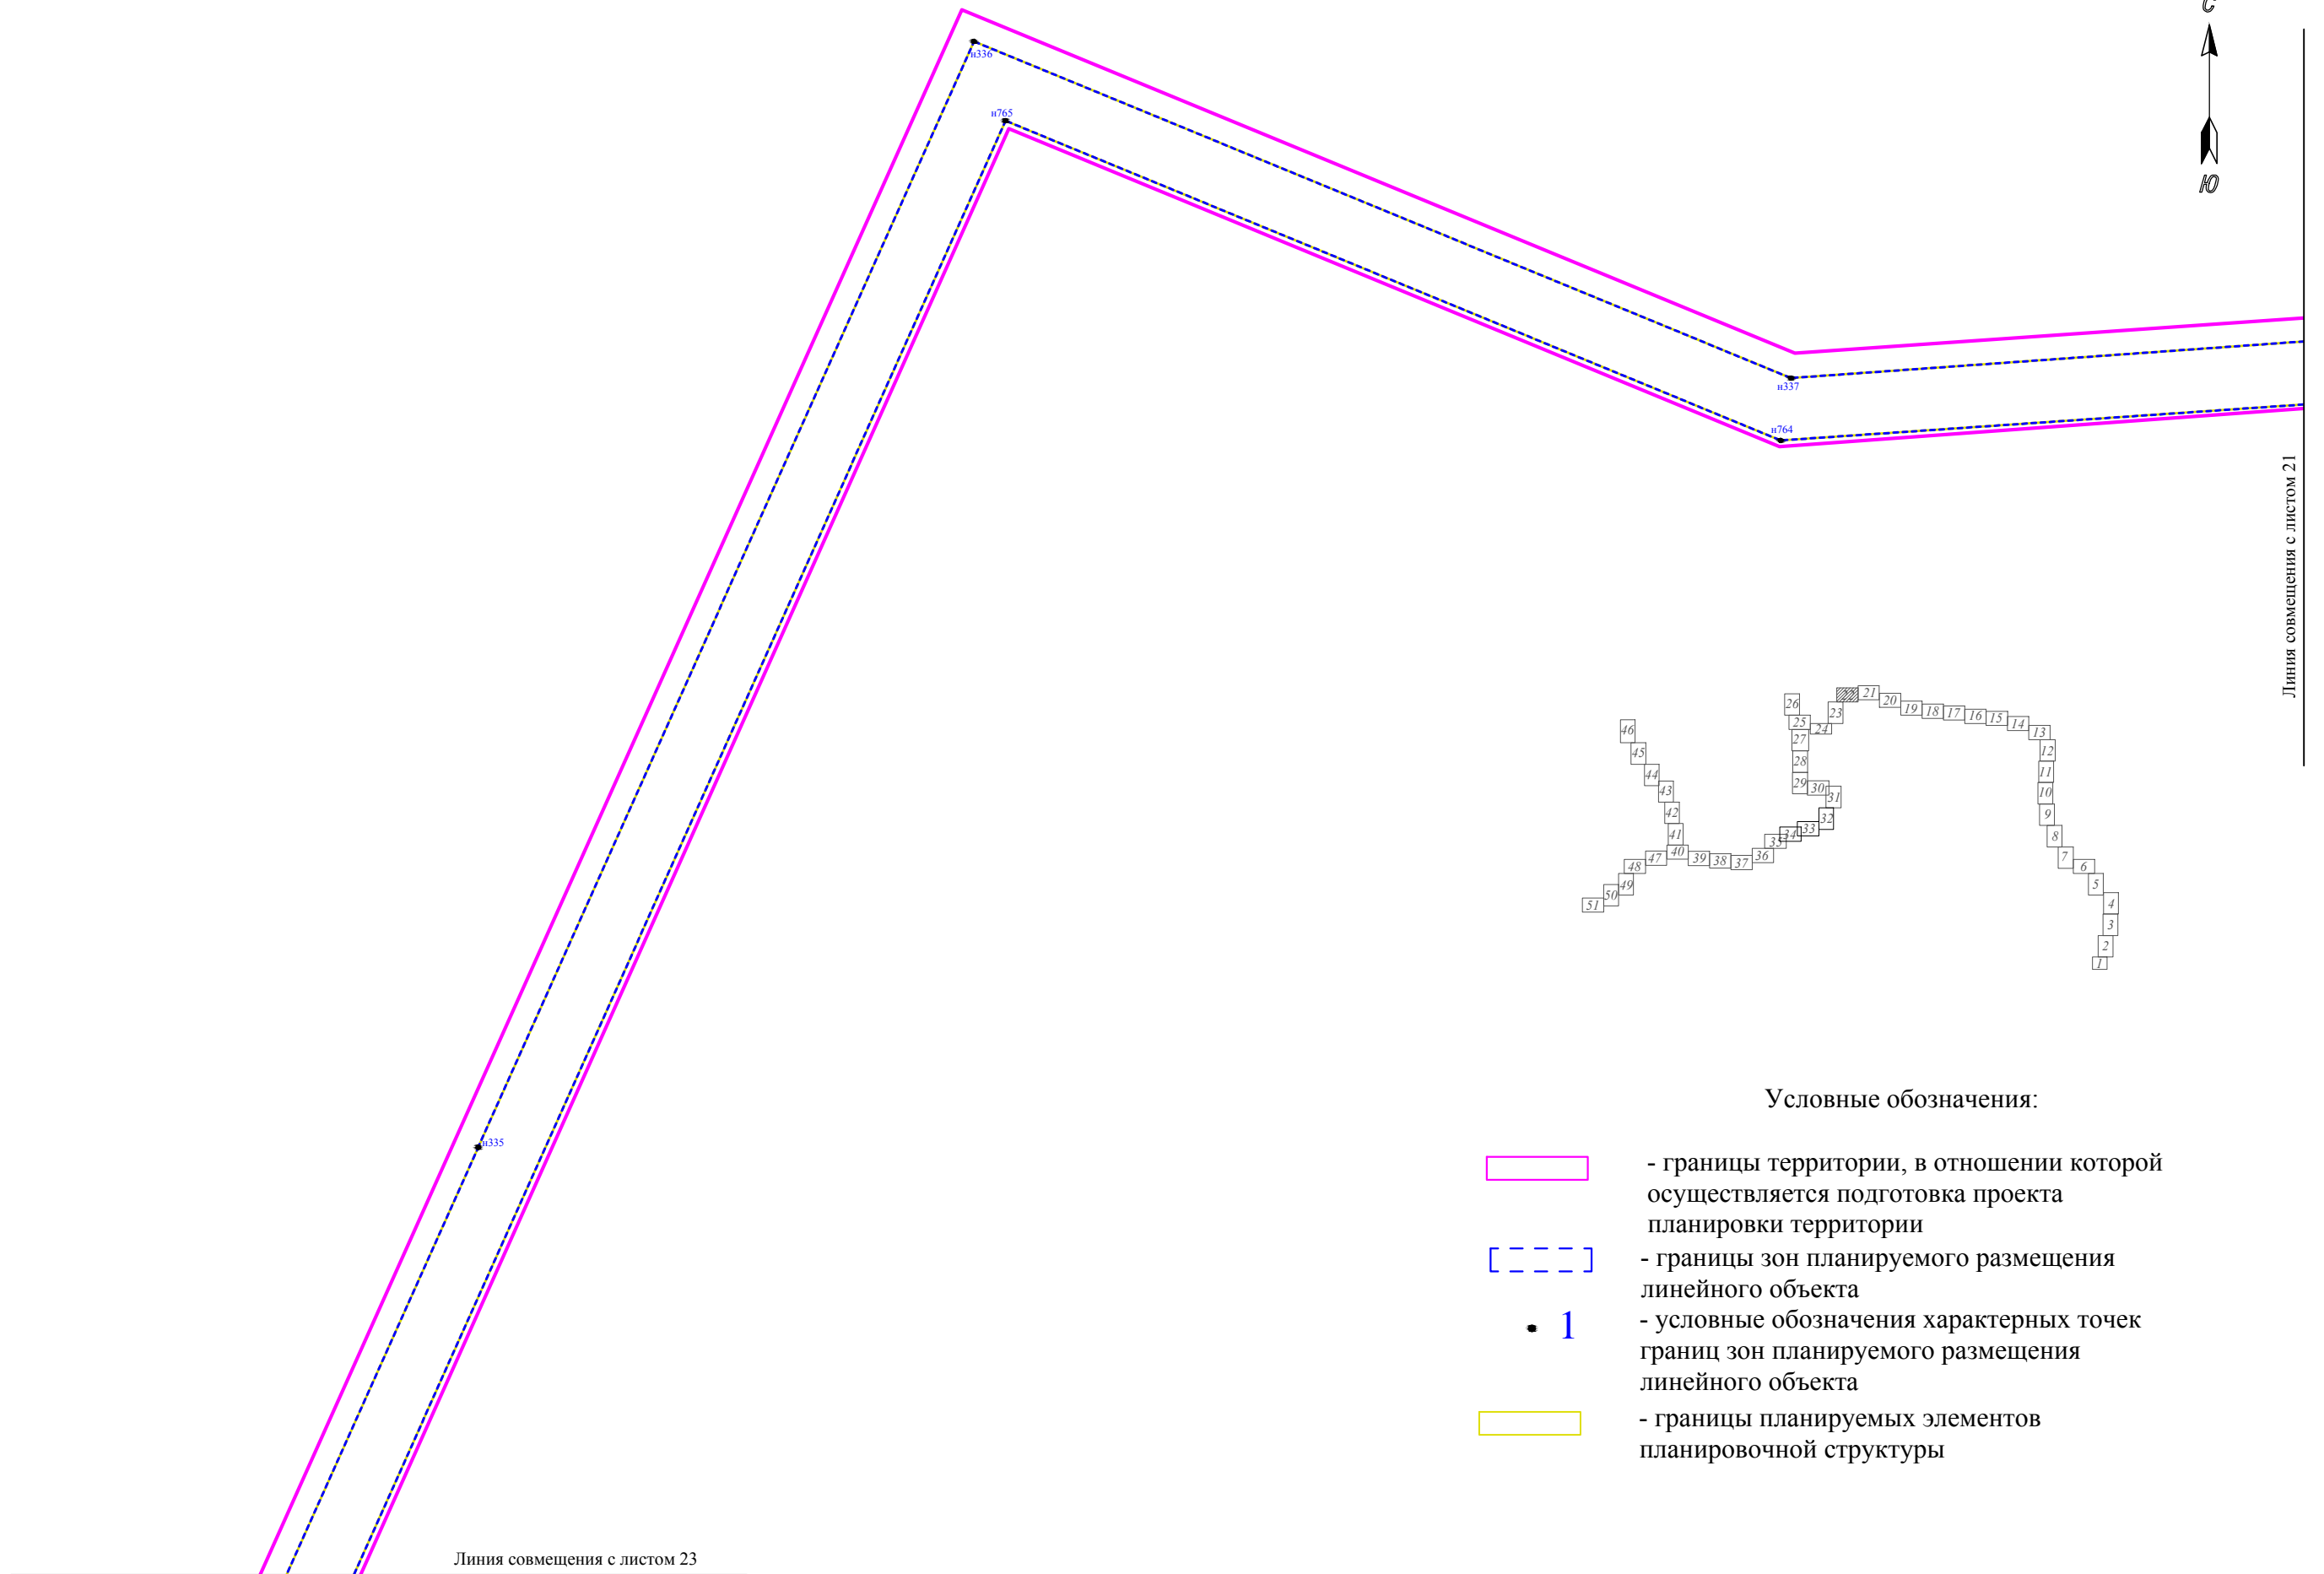 С
н336
н765
Ю
н337
н764
Линия совмещения с листом 21
22
21
26
20
23
19
18
17
16
15
25
14
46
24
13
27
12
45
28
11
44
29
30
43
10
31
42
9
32
33
34
41
8
35
40
36
47
39
38
37
7
48
6
49
5
50
51
4
3
2
1
Условные обозначения:
- границы территории, в отношении которой
осуществляется подготовка проекта
планировки территории
н335
- границы зон планируемого размещения
линейного объекта
1
- условные обозначения характерных точек
границ зон планируемого размещения
линейного объекта
- границы планируемых элементов
планировочной структуры
Линия совмещения с листом 23